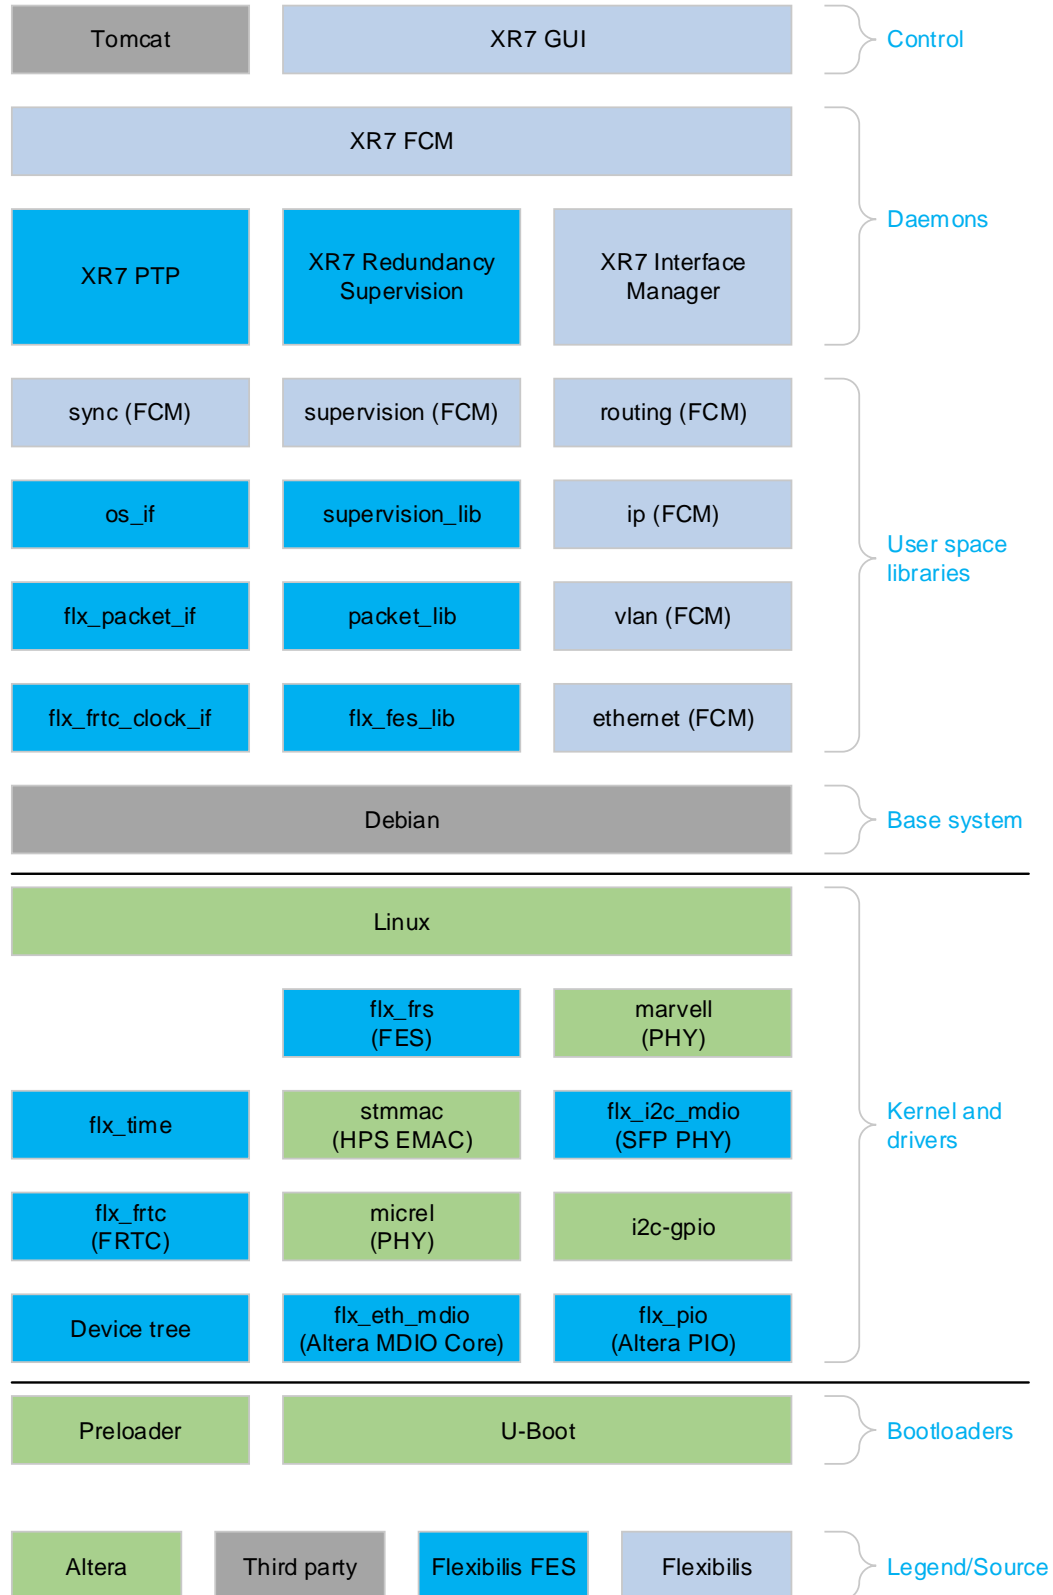 Tomcat
XR7 GUI
Control
XR7 FCM
Daemons
XR7 PTP
XR7 Redundancy
Supervision
XR7 Interface
Manager
sync (FCM)
supervision (FCM)
routing (FCM)
os_if
supervision_lib
ip (FCM)
User space
libraries
flx_packet_if
packet_lib
vlan (FCM)
flx_frtc_clock_if
flx_fes_lib
ethernet (FCM)
Debian
Base system
Linux
flx_frs
(FES)
marvell
(PHY)
flx_time
stmmac
(HPS EMAC)
flx_i2c_mdio
(SFP PHY)
Kernel and
drivers
flx_frtc
(FRTC)
micrel
(PHY)
i2c-gpio
Device tree
flx_eth_mdio
(Altera MDIO Core)
flx_pio
(Altera PIO)
Preloader
U-Boot
Bootloaders
Altera
Third party
Flexibilis FES
Flexibilis
Legend/Source